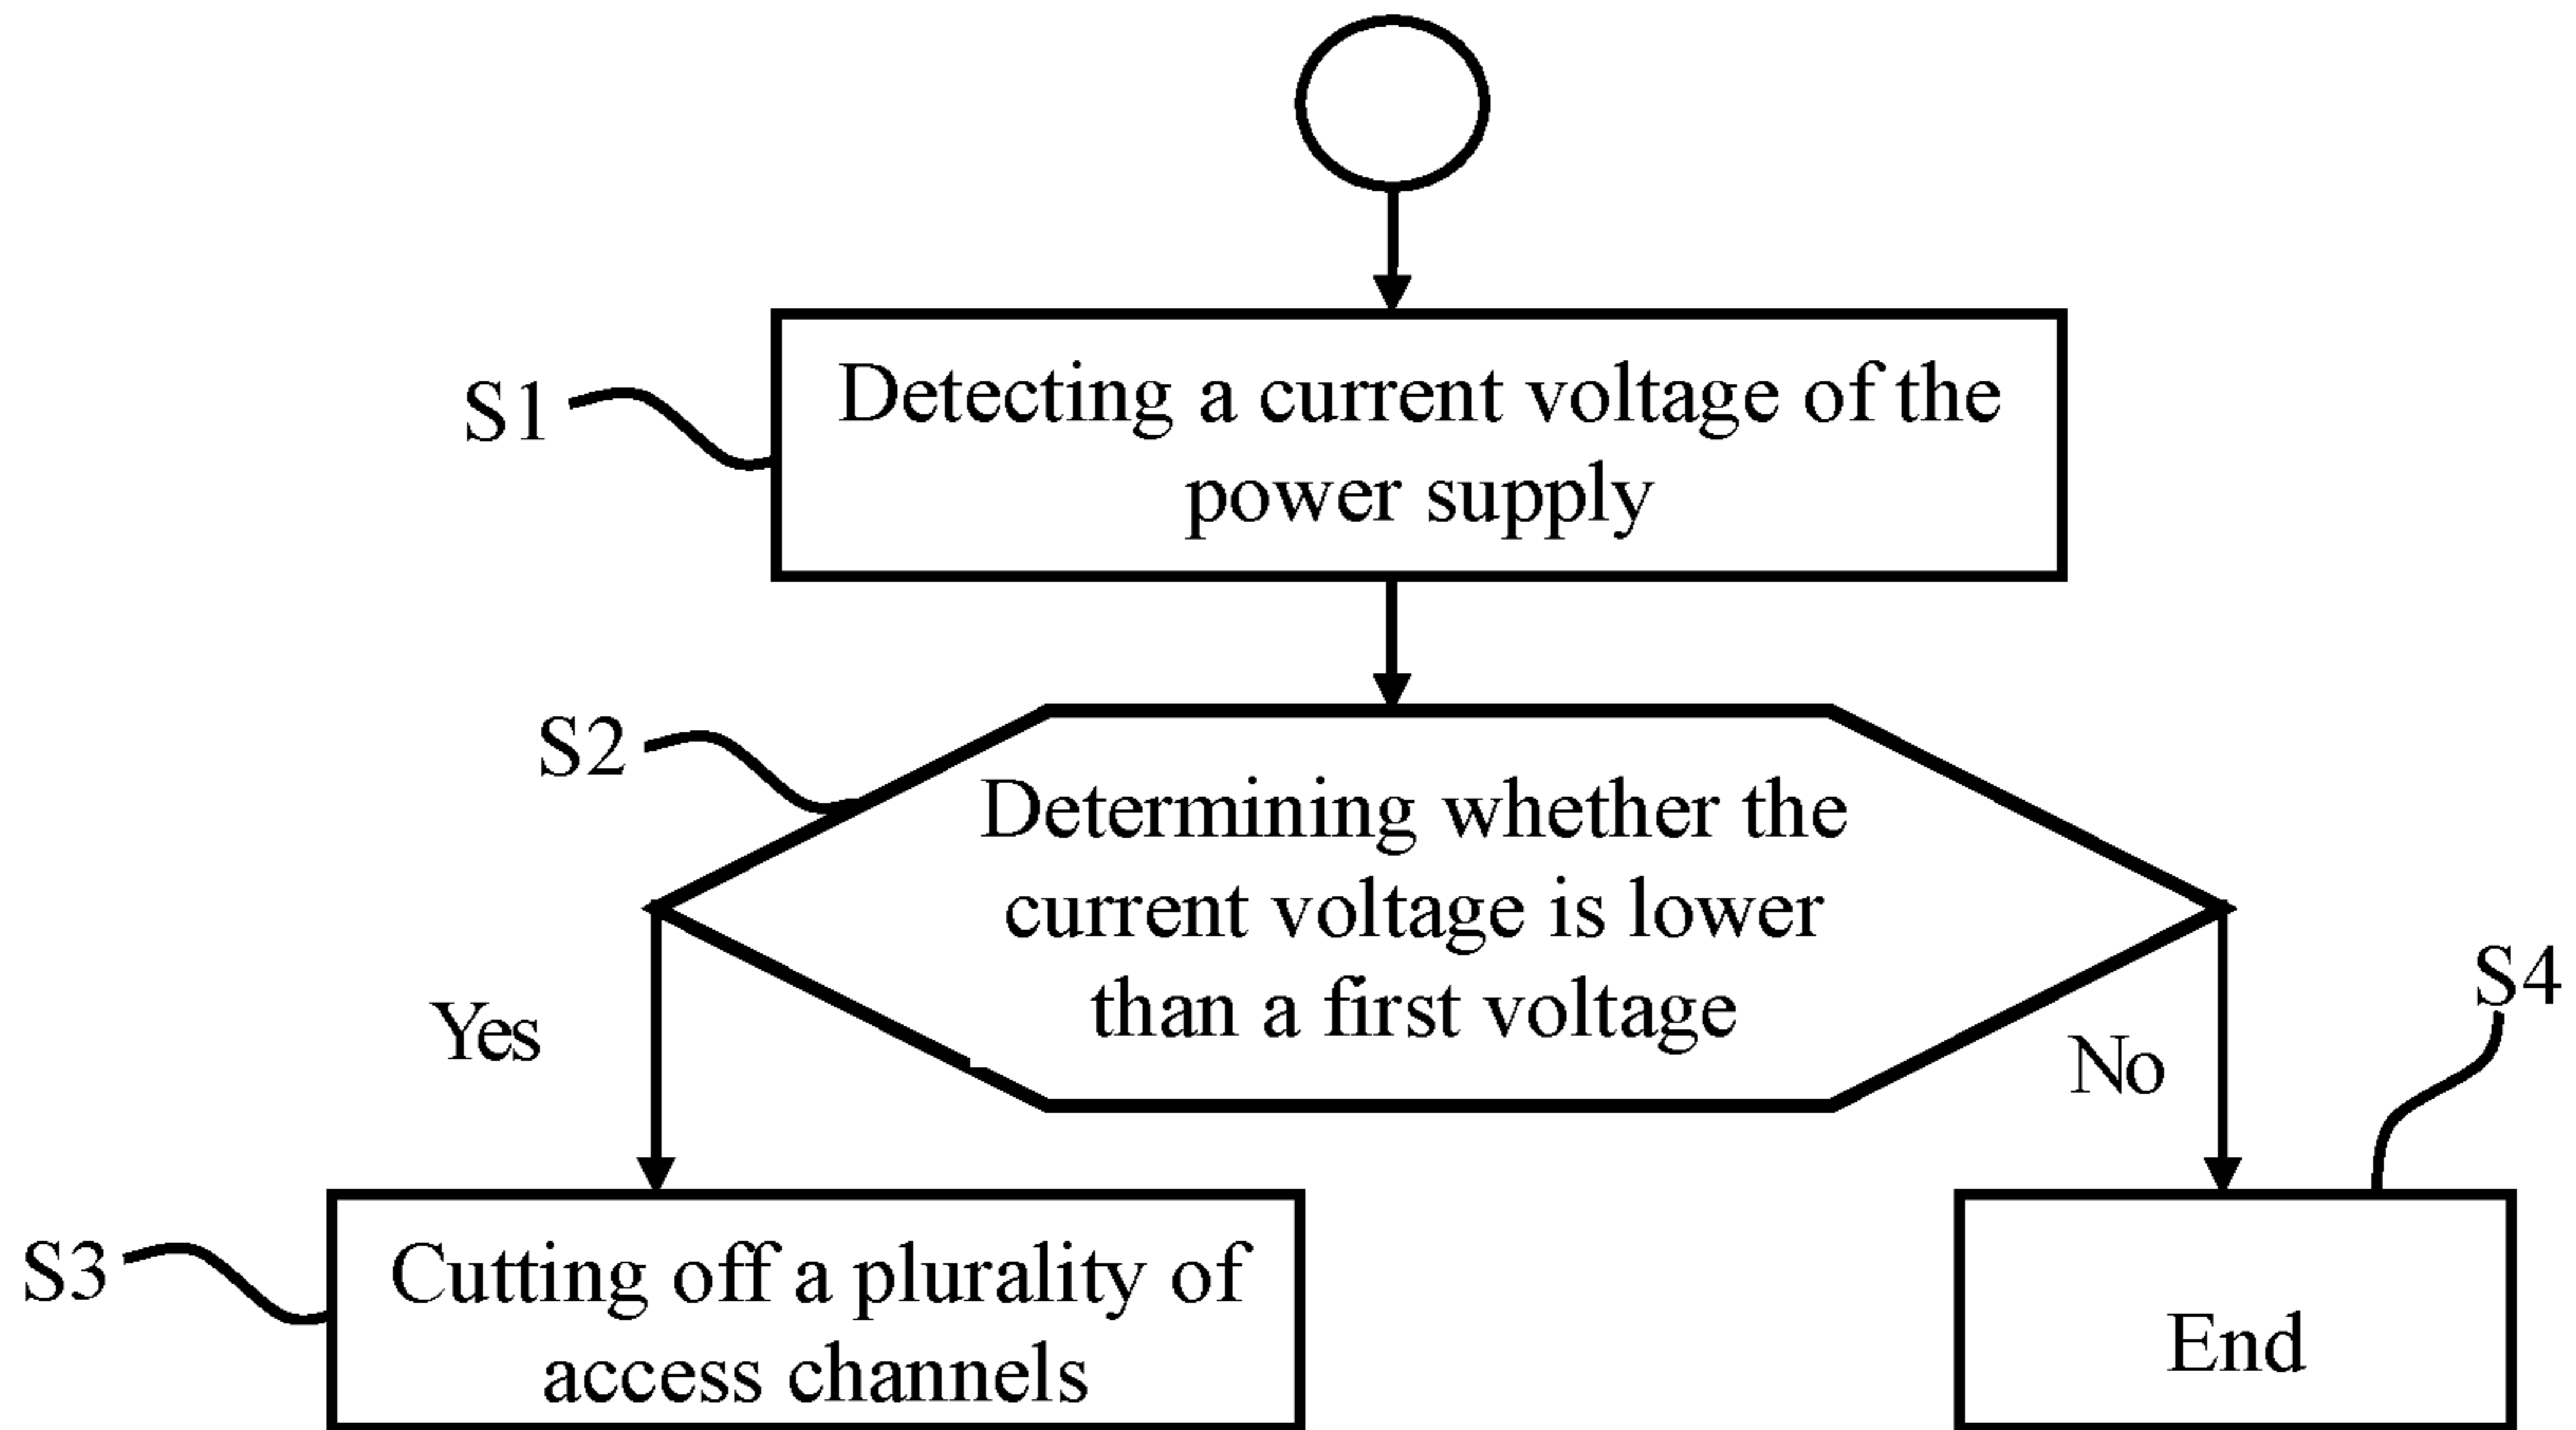 S1
Detecting a current voltage of the
power supply
S2
Determining whether the
current voltage is lower
than a first voltage
Yes
No
S4
S3
Cutting off a plurality of
access channels
End